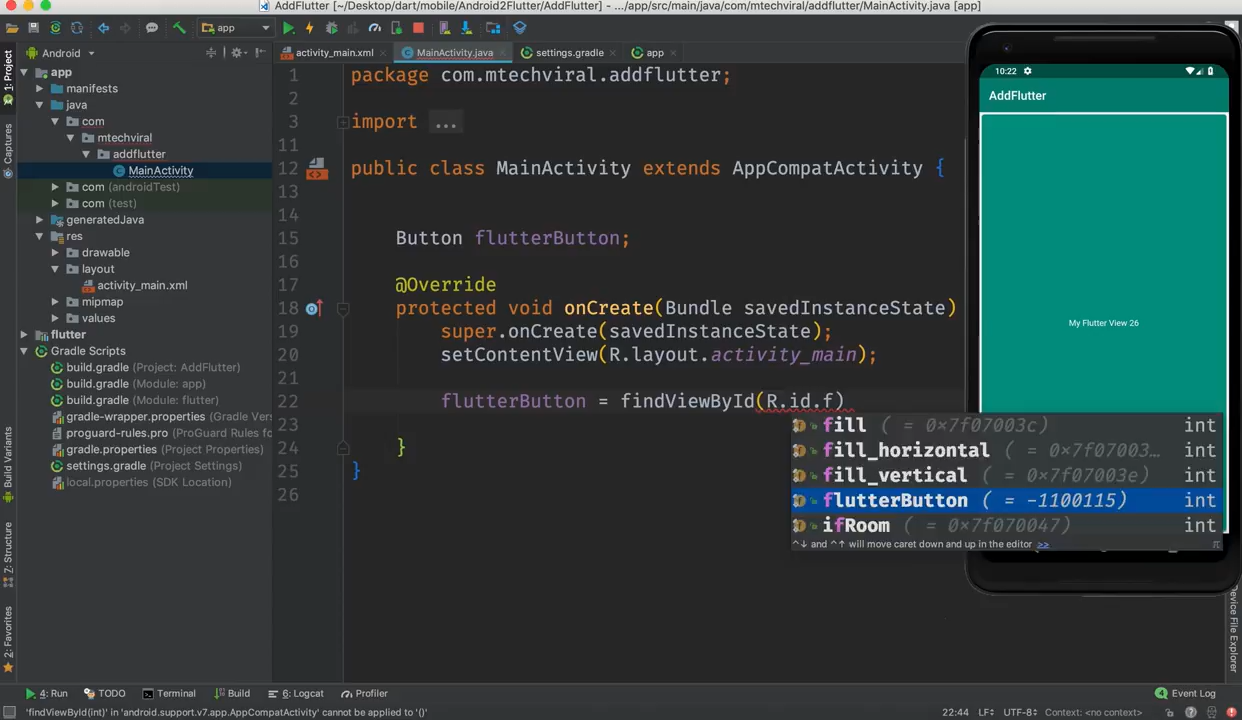 AddFlutter [~/Desktop/dart/mobile/Android2Flutter/AddFlutter] - .../app/src/main/java/com/mtechviral/addflutter/MainActivity.java [app]
app
Android
activity_main.xml
MainActivity.java
settings.gradle
app
1: Project
Captures
Build Variants
7: Structure
2: Favorites
app
manifests
java
com
mtechviral
addflutter
MainActivity
com (androidTest)
com (test)
generatedJava
res
drawable
layout
activity_main.xml
mipmap
values
flutter
Gradle Scripts
build.gradle (Project: AddFlutter)
build.gradle (Module: app)
build.gradle (Module: flutter)
gradle-wrapper.properties (Gradle Vers
proguard-rules.pro (ProGuard Rules fo
gradle.properties (Project Properties)
settings.gradle (Project Settings)
local.properties (SDK Location)
1 package com.mtechviral.addflutter;
2
3 import ...
11
12 public class MainActivity extends AppCompatActivity {
13
14
15 Button flutterButton;
16
17 @Override
18 protected void onCreate(Bundle savedInstanceState)
19 super.onCreate(savedInstanceState);
20 setContentView(R.layout.activity_main);
21
22 flutterButton = findViewById(R.id.f)
23
24 }
25 }
26
fill ( = 0x7f07003c) int
fill_horizontal ( = 0x7f07003... int
fill_vertical ( = 0x7f07003e) int
flutterButton ( = -1100115) int
ifRoom ( = 0x7f070047) int
^↓ and ^↑ will move caret down and up in the editor >> π
10:22
AddFlutter
My Flutter View 26
Device File Explorer
4: Run
TODO
Terminal
Build
6: Logcat
Profiler
Event Log
'findViewById(int)' in 'android.support.v7.app.AppCompatActivity' cannot be applied to '()'
22:44 LF÷ UTF-8÷ Context: <no context>